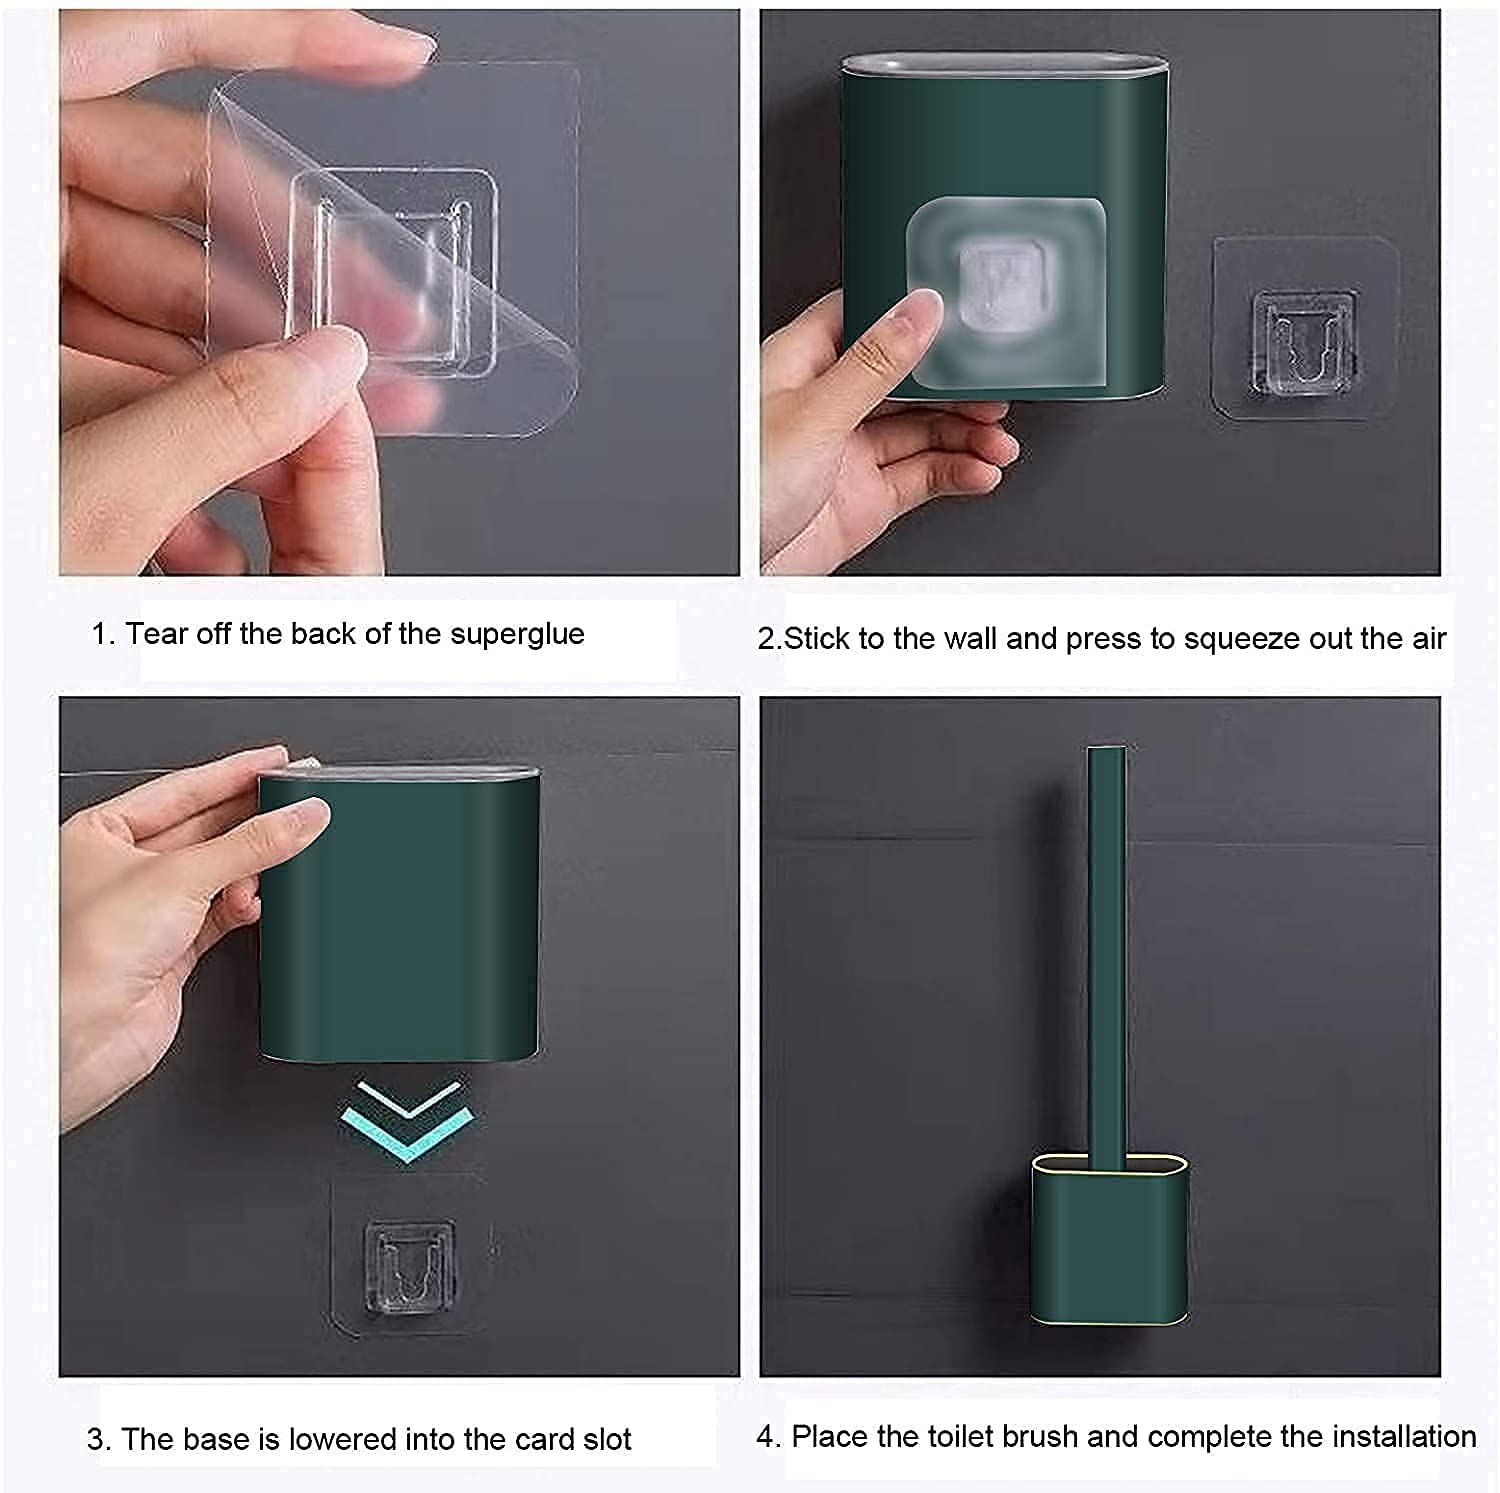 1. Tear off the back of the superglue
2.Stick to the wall and press to squeeze out the air
3. The base is lowered into the card slot
4. Place the toilet brush and complete the installation